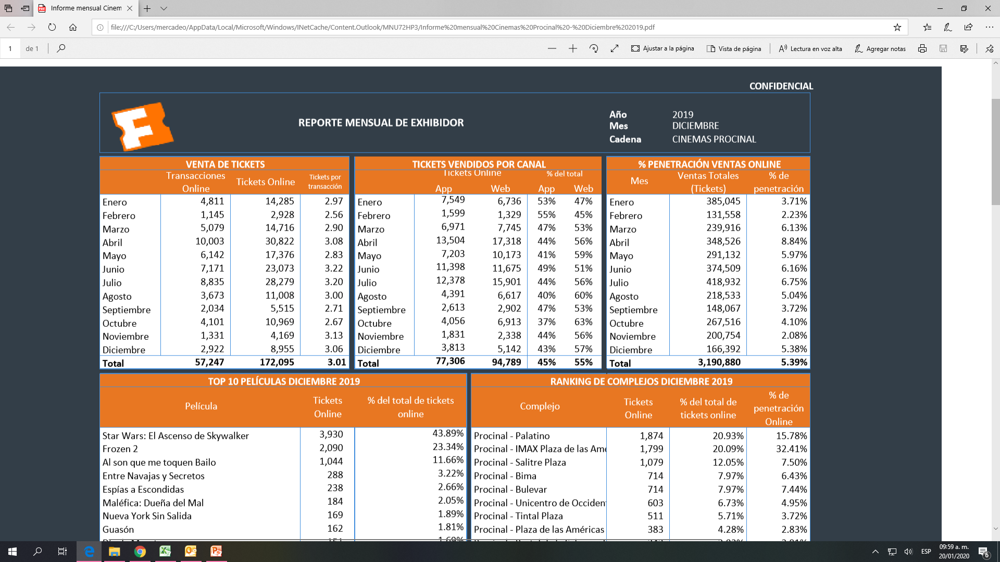 Informe mensual Cinem
file:///C:/Users/mercadeo/AppData/Local/Microsoft/Windows/INetCache/Content.Outlook/MNU72HP3/Informe%20mensual%20Cinemas%20Procinal%20-%20Diciembre%202019.pdf
1 de 1 Ajustar a la página Vista de página Lectura en voz alta Agregar notas
CONFIDENCIAL
F
REPORTE MENSUAL DE EXHIBIDOR
Año 2019
Mes DICIEMBRE
Cadena CINEMAS PROCINAL
VENTA DE TICKETS
Transacciones Online Tickets Online Tickets por transacción
Enero 4,811 14,285 2.97
Febrero 1,145 2,928 2.56
Marzo 5,079 14,716 2.90
Abril 10,003 30,822 3.08
Mayo 6,142 17,376 2.83
Junio 7,171 23,073 3.22
Julio 8,835 28,279 3.20
Agosto 3,673 11,008 3.00
Septiembre 2,034 5,515 2.71
Octubre 4,101 10,969 2.67
Noviembre 1,331 4,169 3.13
Diciembre 2,922 8,955 3.06
Total 57,247 172,095 3.01
TICKETS VENDIDOS POR CANAL
Tickets Online % del total
App Web App Web
Enero 7,549 6,736 53% 47%
Febrero 1,599 1,329 55% 45%
Marzo 6,971 7,745 47% 53%
Abril 13,504 17,318 44% 56%
Mayo 7,203 10,173 41% 59%
Junio 11,398 11,675 49% 51%
Julio 12,378 15,901 44% 56%
Agosto 4,391 6,617 40% 60%
Septiembre 2,613 2,902 47% 53%
Octubre 4,056 6,913 37% 63%
Noviembre 1,831 2,338 44% 56%
Diciembre 3,813 5,142 43% 57%
Total 77,306 94,789 45% 55%
% PENETRACIÓN VENTAS ONLINE
Mes Ventas Totales (Tickets) % de penetración
Enero 385,045 3.71%
Febrero 131,558 2.23%
Marzo 239,916 6.13%
Abril 348,526 8.84%
Mayo 291,132 5.97%
Junio 374,509 6.16%
Julio 418,932 6.75%
Agosto 218,533 5.04%
Septiembre 148,067 3.72%
Octubre 267,516 4.10%
Noviembre 200,754 2.08%
Diciembre 166,392 5.38%
Total 3,190,880 5.39%
TOP 10 PELÍCULAS DICIEMBRE 2019
Película Tickets Online % del total de tickets online
Star Wars: El Ascenso de Skywalker 3,930 43.89%
Frozen 2 2,090 23.34%
Al son que me toquen Bailo 1,044 11.66%
Entre Navajas y Secretos 288 3.22%
Espías a Escondidas 238 2.66%
Maléfica: Dueña del Mal 184 2.05%
Nueva York Sin Salida 169 1.89%
Guasón 162 1.81%
RANKING DE COMPLEJOS DICIEMBRE 2019
Complejo Tickets Online % del total de tickets online % de penetración Online
Procinal - Palatino 1,874 20.93% 15.78%
Procinal - IMAX Plaza de las Ame 1,799 20.09% 32.41%
Procinal - Salitre Plaza 1,079 12.05% 7.50%
Procinal - Bima 714 7.97% 6.43%
Procinal - Bulevar 714 7.97% 7.44%
Procinal - Unicentro de Occident 603 6.73% 4.95%
Procinal - Tintal Plaza 511 5.71% 3.72%
Procinal - Plaza de las Américas 383 4.28% 2.83%
ESP
09:59 a. m.
20/01/2020
6